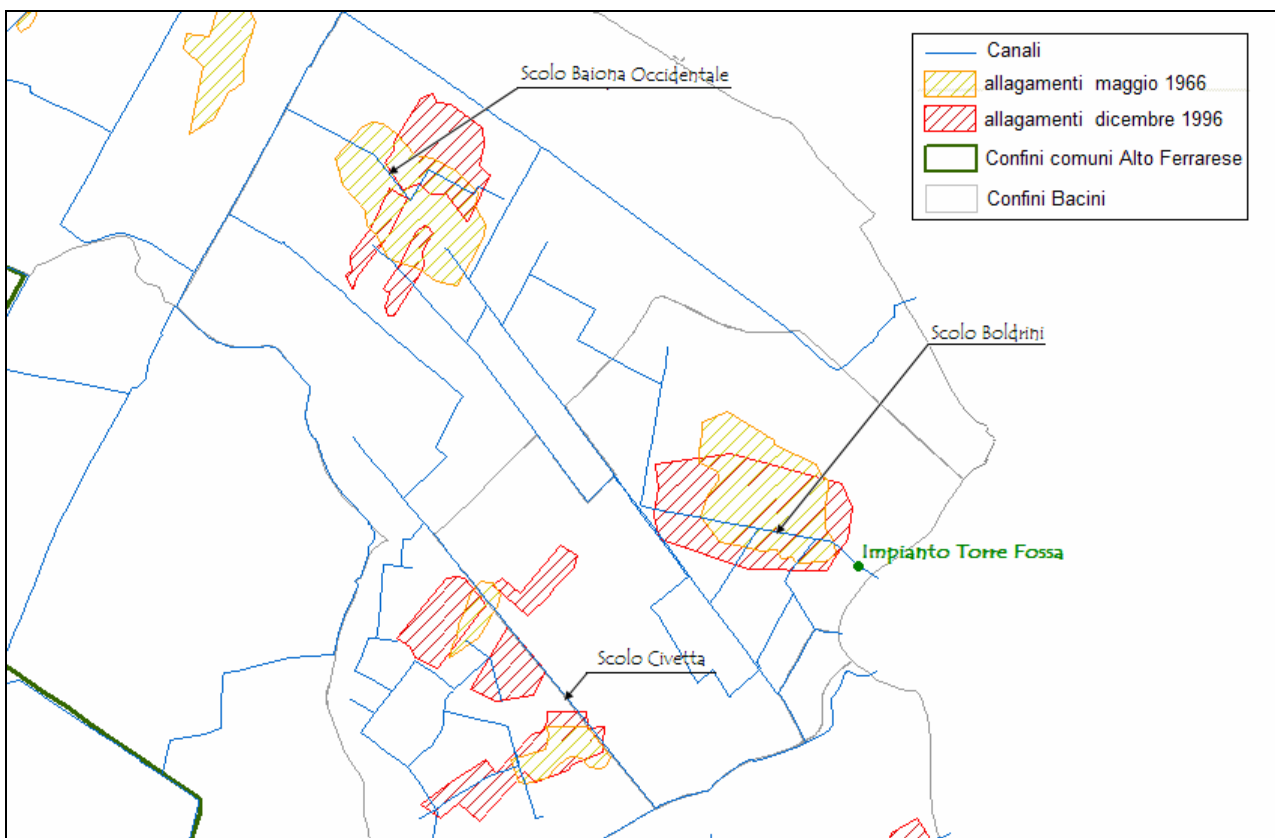 Scolo Baiona Occidentale
Canali
allagamenti maggio 1966
allagamenti dicembre 1996
Confini comuni Alto Ferrarese
Confini Bacini
Scolo Boldrini
Impianto Torre Fossa
Scolo Civetta